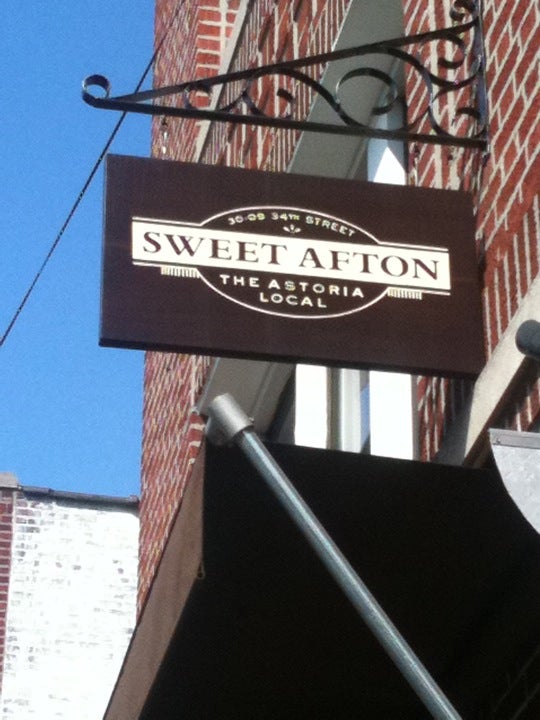 30-09 34TH STREET
SWEET AFTON
THE ASTORIA
LOCAL